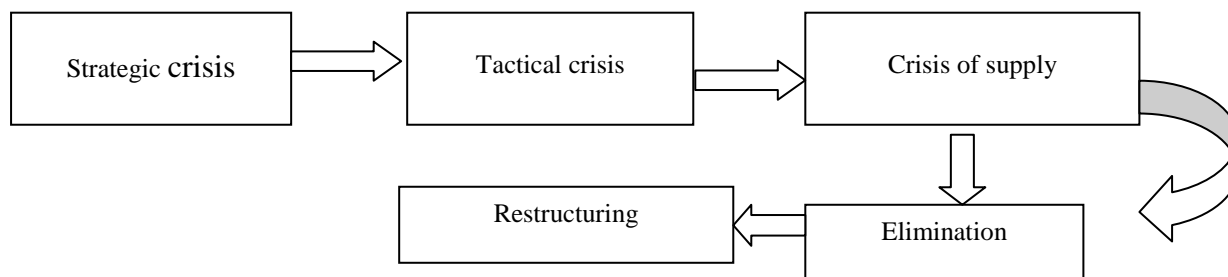 Strategic crisis
Tactical crisis
Crisis of supply
Restructuring
Elimination